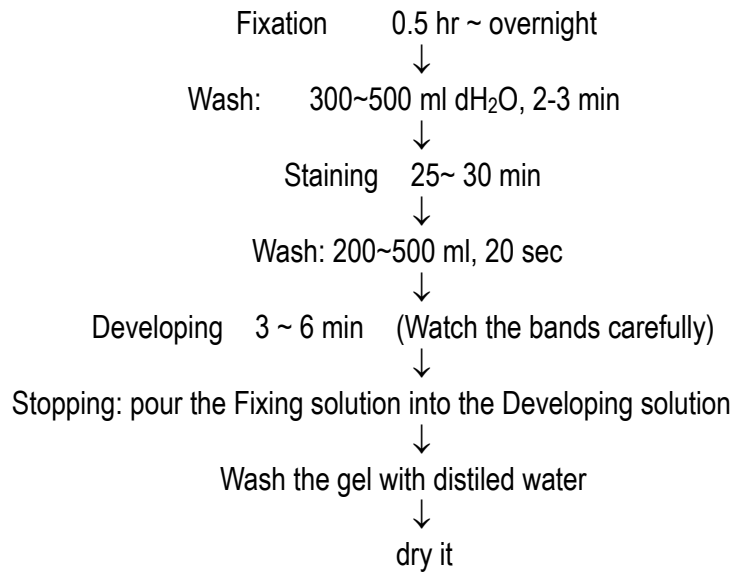 Fixation 0.5 hr ~ overnight
↓
Wash: 300~500 ml dH₂O, 2-3 min
↓
Staining 25~ 30 min
↓
Wash: 200~500 ml, 20 sec
↓
Developing 3 ~ 6 min (Watch the bands carefully)
↓
Stopping: pour the Fixing solution into the Developing solution
↓
Wash the gel with distiled water
↓
dry it